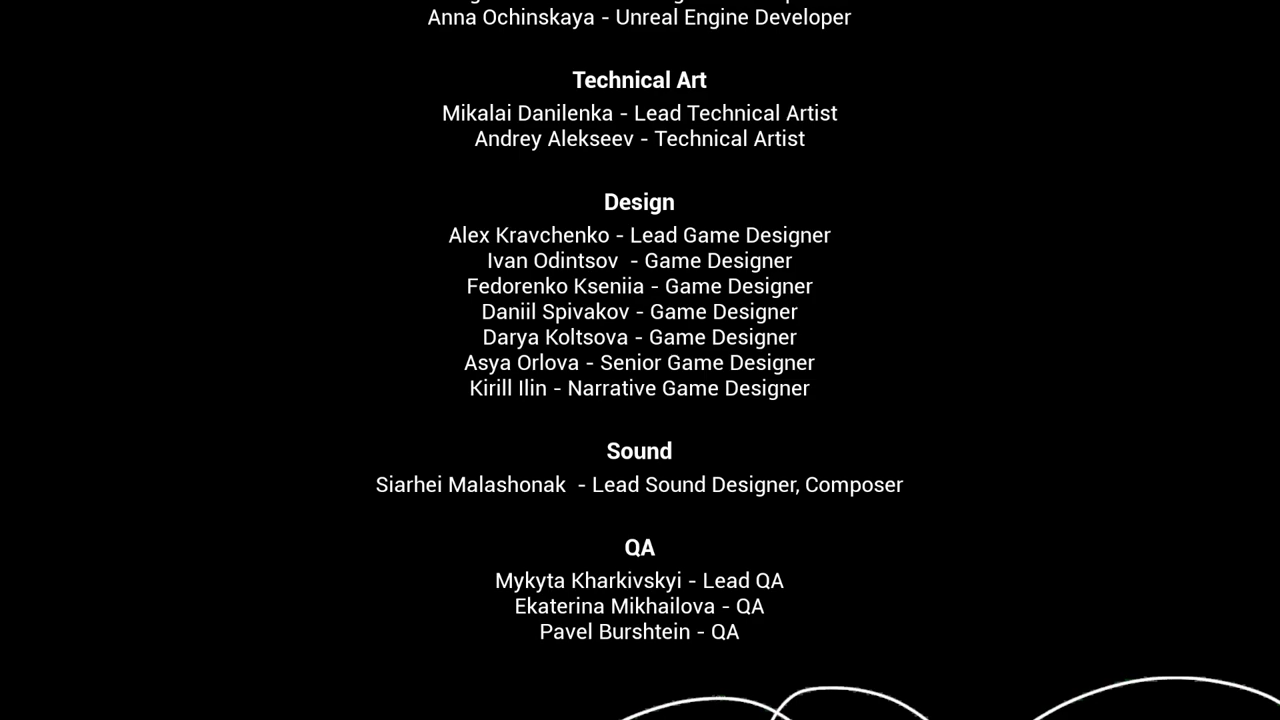 Anna Ochinskaya - Unreal Engine Developer
Technical Art
Mikalai Danilenka - Lead Technical Artist
Andrey Alekseev - Technical Artist
Design
Alex Kravchenko - Lead Game Designer
Ivan Odintsov  - Game Designer
Fedorenko Kseniia - Game Designer
Daniil Spivakov - Game Designer
Darya Koltsova - Game Designer
Asya Orlova - Senior Game Designer
Kirill Ilin - Narrative Game Designer
Sound
Siarhei Malashonak  - Lead Sound Designer, Composer
QA
Mykyta Kharkivskyi - Lead QA
Ekaterina Mikhailova - QA
Pavel Burshtein - QA